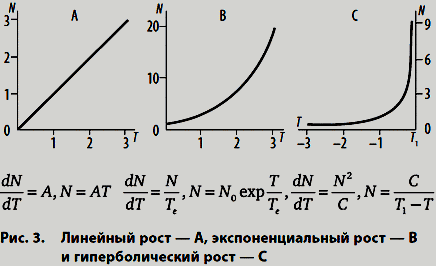 N A N B C N
3 2 1 0 1 2 3 T
20 10 0 1 2 3 T
T -3 -2 -1 T₁ 9 6 3 0
dN/dT = A, N = AT dN/dT = N/Tₑ, N = N₀ exp T/Tₑ, dN/dT = N²/C, N = C/(T₁ − T)
Рис. 3. Линейный рост — А, экспоненциальный рост — В
и гиперболический рост — С